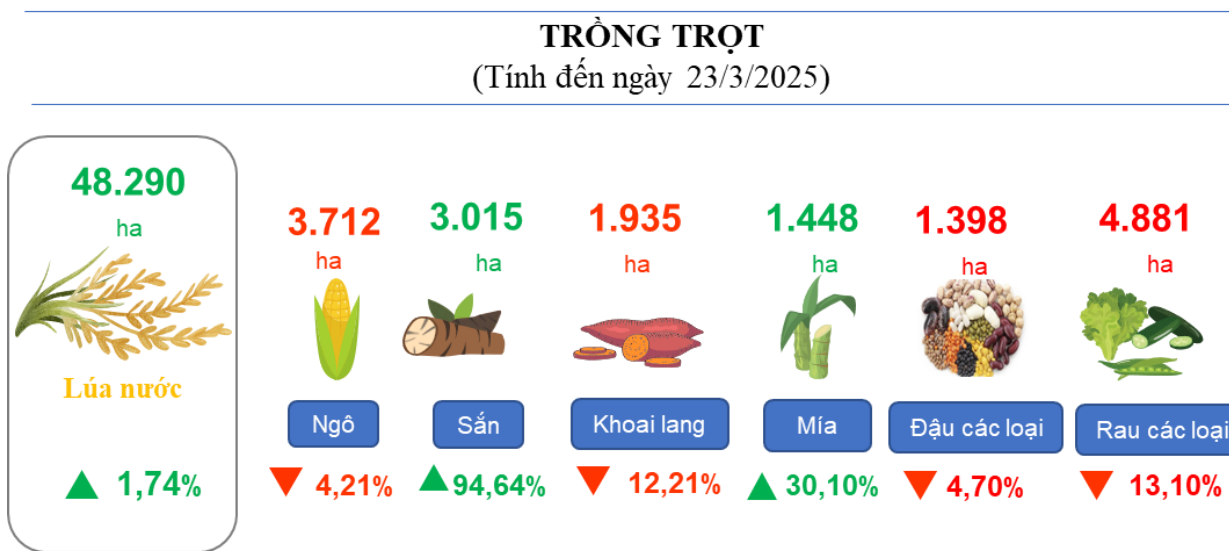 TRỒNG TRỌT
(Tính đến ngày 23/3/2025)
48.290
ha
Lúa nước
1,74%
3.712
ha
Ngô
4,21%
3.015
ha
Sắn
94,64%
1.935
ha
Khoai lang
12,21%
1.448
ha
Mía
30,10%
1.398
ha
Đậu các loại
4,70%
4.881
ha
Rau các loại
13,10%